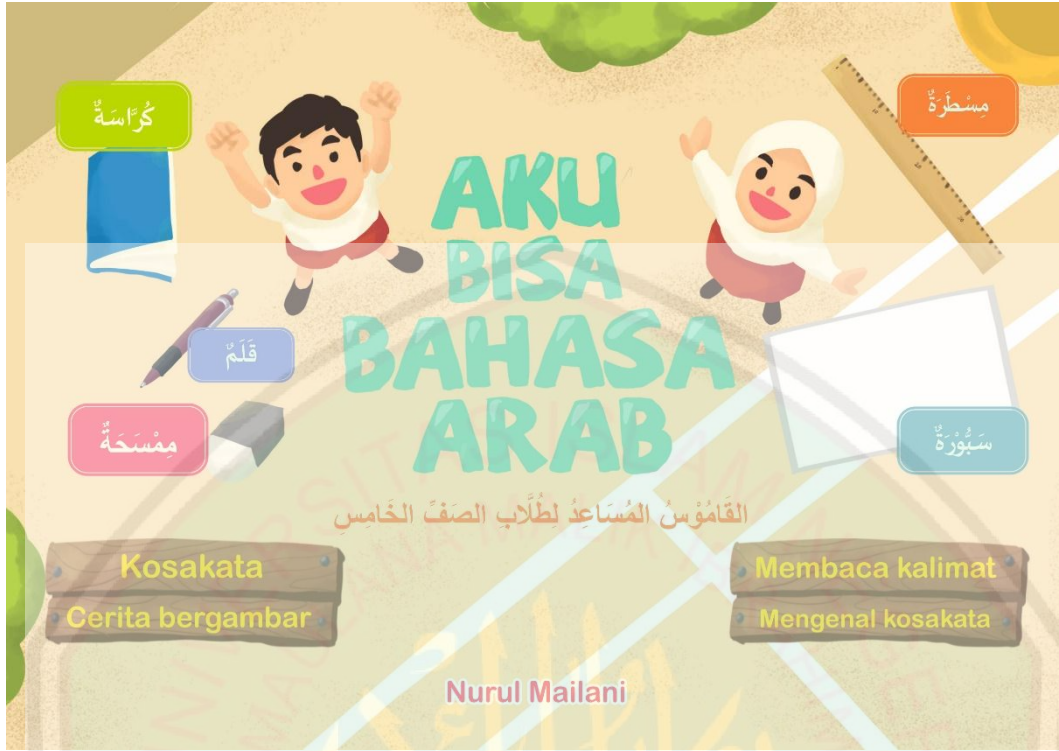 كُرَّاسَةٌ
مِسْطَرَةٌ
AKU
BISA
BAHASA
ARAB
قَلَمٌ
مِمْسَحَةٌ
سَبُّوْرَةٌ
القَامُوْسُ المُسَاعِدُ لِطُلَّابِ الصَفِّ الخَامِسِ
Kosakata
Cerita bergambar
Membaca kalimat
Mengenal kosakata
Nurul Mailani